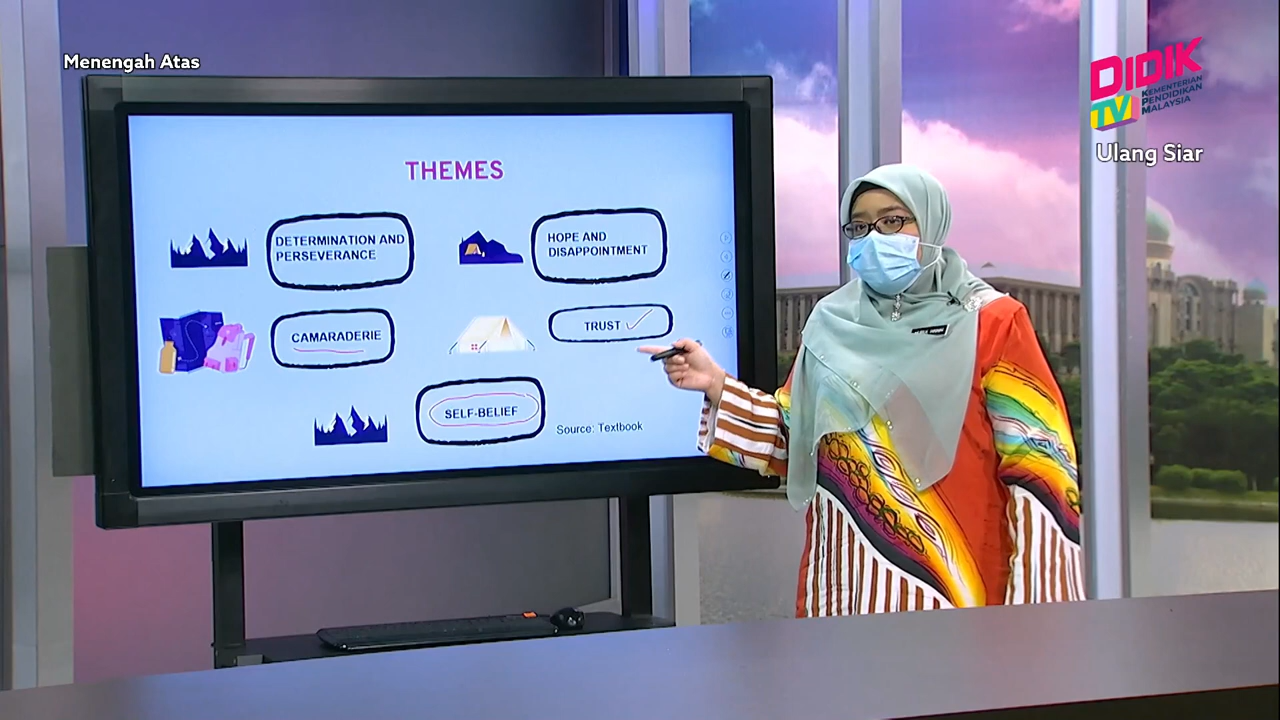 Menengah Atas
DIDIK
TV
KEMENTERIAN
PENDIDIKAN
MALAYSIA
Ulang Siar
THEMES
DETERMINATION AND
PERSEVERANCE
HOPE AND
DISAPPOINTMENT
CAMARADERIE
TRUST
SELF-BELIEF
Source: Textbook